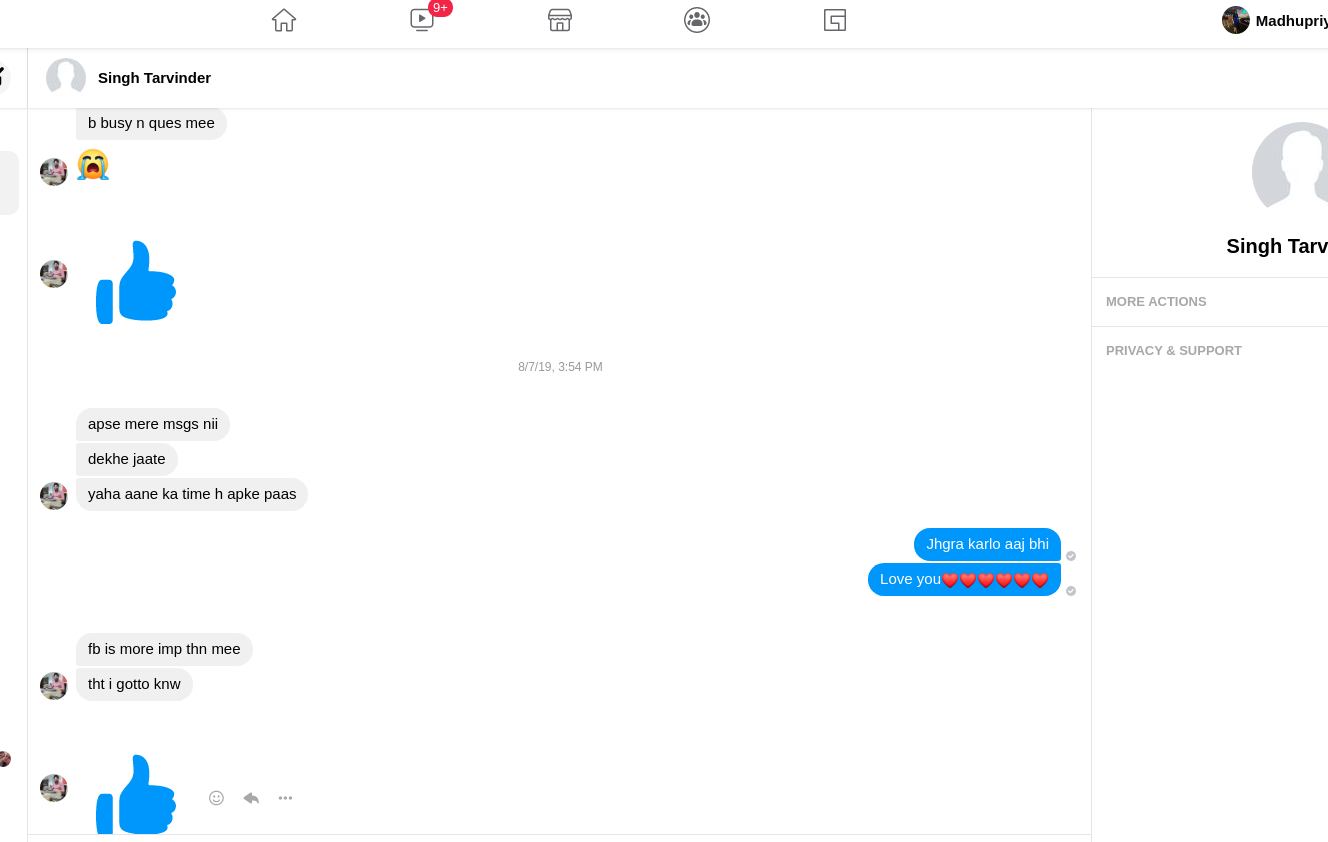 9+
Madhupriy
Singh Tarvinder
b busy n ques mee
😭
Singh Tarv
MORE ACTIONS
PRIVACY & SUPPORT
8/7/19, 3:54 PM
apse mere msgs nii
dekhe jaate
yaha aane ka time h apke paas
Jhgra karlo aaj bhi
Love you❤️❤️❤️❤️❤️❤️
fb is more imp thn mee
tht i gotto knw